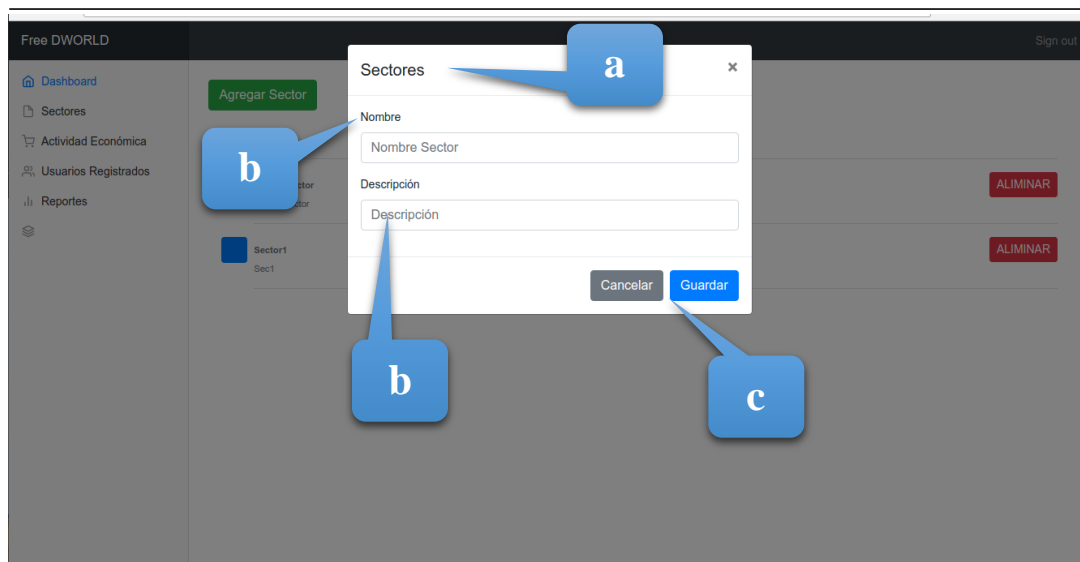 Free DWORLD
Sign out
Dashboard
Sectores
Actividad Económica
Usuarios Registrados
Reportes
Agregar Sector
Sectores
×
a
Nombre
Nombre Sector
b
Descripción
Descripción
ALIMINAR
Sector1
Sec1
ALIMINAR
Cancelar
Guardar
b
c